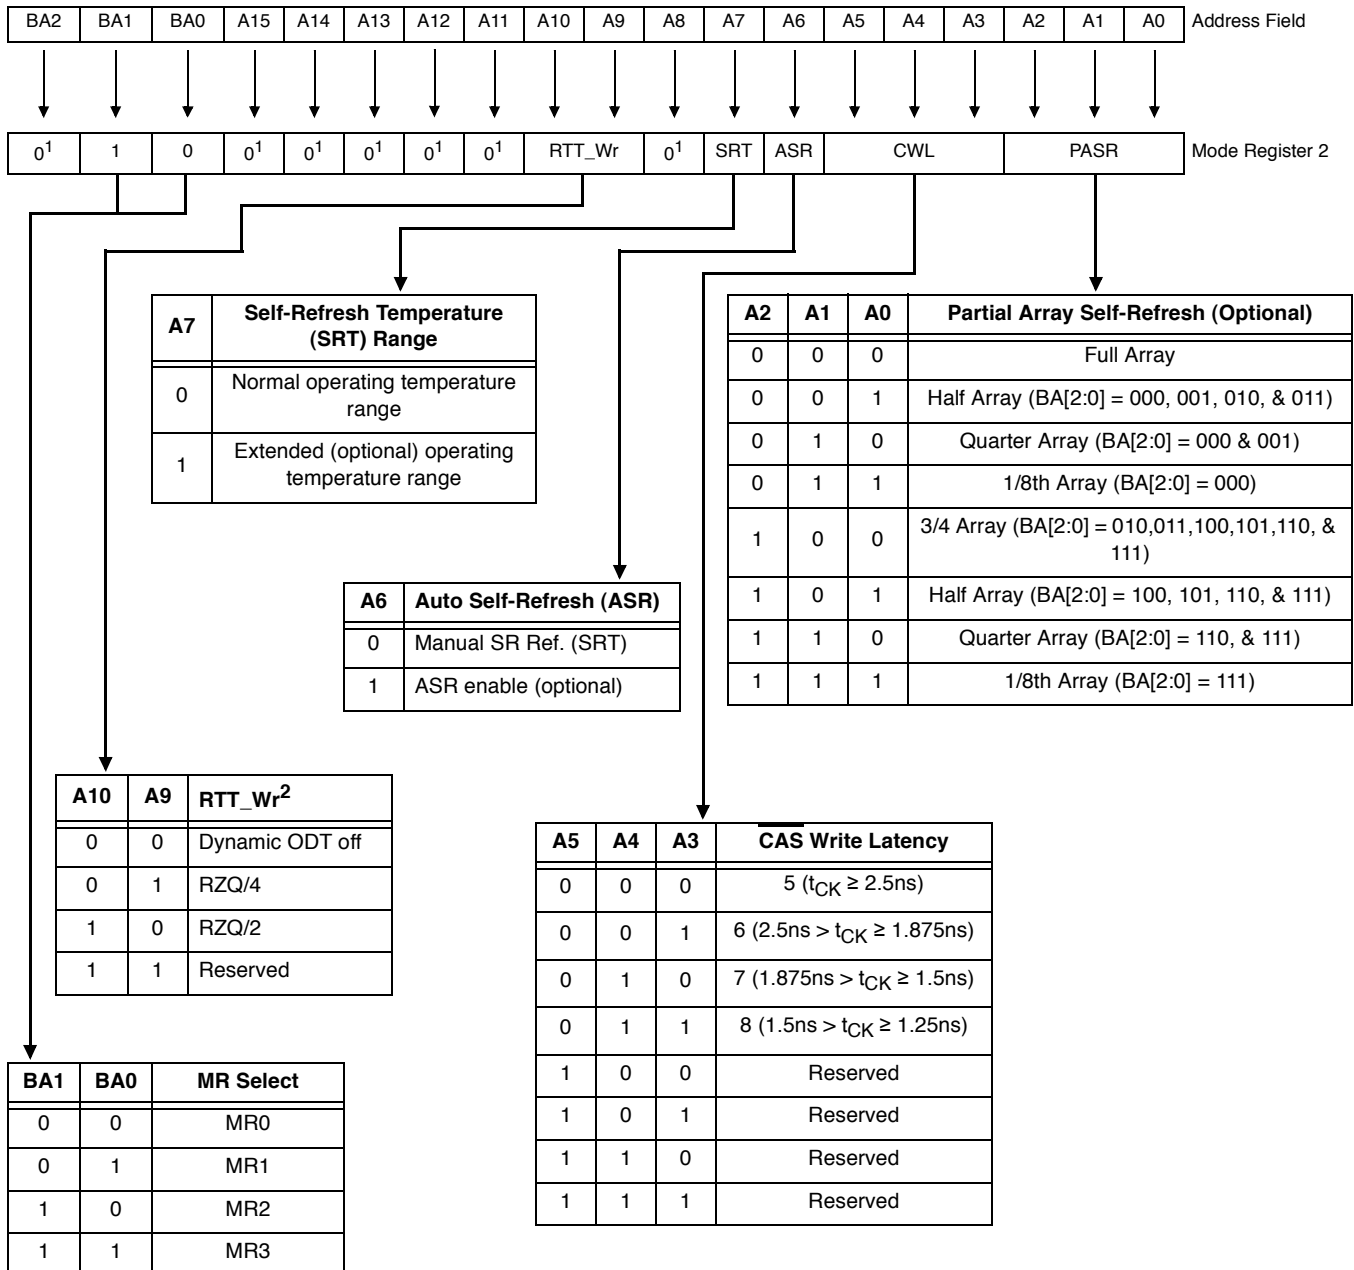 BA2 BA1 BA0 A15 A14 A13 A12 A11 A10 A9 A8 A7 A6 A5 A4 A3 A2 A1 A0 Address Field
0¹ 1 0 0¹ 0¹ 0¹ 0¹ 0¹ RTT_Wr 0¹ SRT ASR CWL PASR Mode Register 2
A7 Self-Refresh Temperature
(SRT) Range
0 Normal operating temperature
range
1 Extended (optional) operating
temperature range
A2 A1 A0 Partial Array Self-Refresh (Optional)
0 0 0 Full Array
0 0 1 Half Array (BA[2:0] = 000, 001, 010, & 011)
0 1 0 Quarter Array (BA[2:0] = 000 & 001)
0 1 1 1/8th Array (BA[2:0] = 000)
1 0 0 3/4 Array (BA[2:0] = 010,011,100,101,110, &
111)
1 0 1 Half Array (BA[2:0] = 100, 101, 110, & 111)
1 1 0 Quarter Array (BA[2:0] = 110, & 111)
1 1 1 1/8th Array (BA[2:0] = 111)
A6 Auto Self-Refresh (ASR)
0 Manual SR Ref. (SRT)
1 ASR enable (optional)
A10 A9 RTT_Wr²
0 0 Dynamic ODT off
0 1 RZQ/4
1 0 RZQ/2
1 1 Reserved
A5 A4 A3 C̅A̅S̅ Write Latency
0 0 0 5 (tCK ≥ 2.5ns)
0 0 1 6 (2.5ns > tCK ≥ 1.875ns)
0 1 0 7 (1.875ns > tCK ≥ 1.5ns)
0 1 1 8 (1.5ns > tCK ≥ 1.25ns)
1 0 0 Reserved
1 0 1 Reserved
1 1 0 Reserved
1 1 1 Reserved
BA1 BA0 MR Select
0 0 MR0
0 1 MR1
1 0 MR2
1 1 MR3